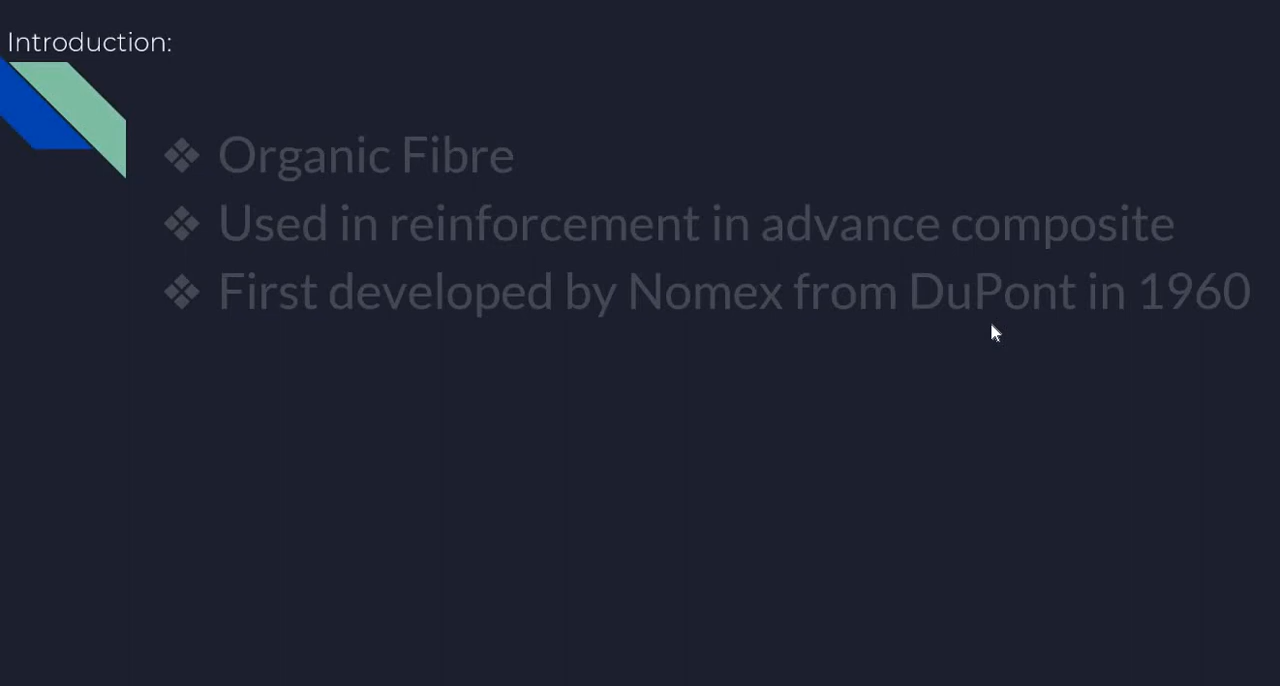 Introduction:
❖ Organic Fibre
❖ Used in reinforcement in advance composite
❖ First developed by Nomex from DuPont in 1960